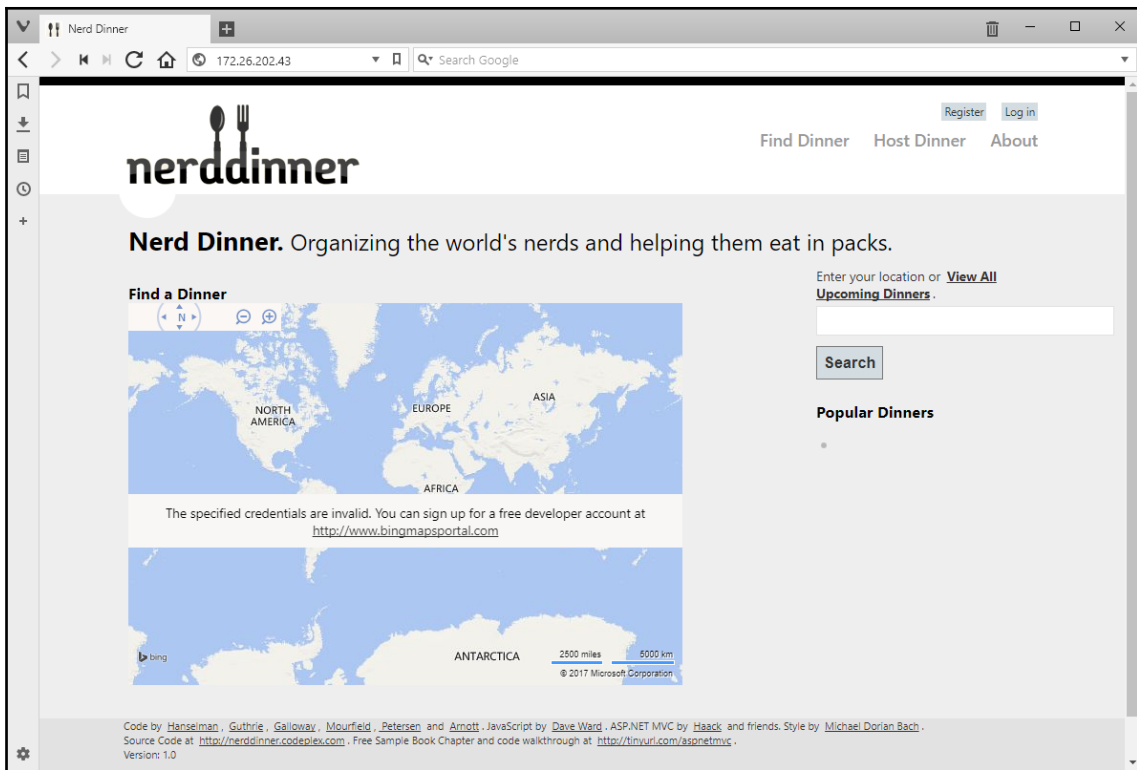 Nerd Dinner
172.26.202.43
Search Google
Register Log in
nerddinner
Find Dinner Host Dinner About
Nerd Dinner. Organizing the world's nerds and helping them eat in packs.
Enter your location or View All
Upcoming Dinners .
Find a Dinner
N
Search
NORTH
AMERICA
EUROPE
ASIA
AFRICA
Popular Dinners
The specified credentials are invalid. You can sign up for a free developer account at
http://www.bingmapsportal.com
ANTARCTICA
bing
2500 miles 5000 km
© 2017 Microsoft Corporation
Code by Hanselman , Guthrie , Galloway , Mourfield , Petersen and Arnott . JavaScript by Dave Ward . ASP.NET MVC by Haack and friends. Style by Michael Dorian Bach .
Source Code at http://nerddinner.codeplex.com . Free Sample Book Chapter and code walkthrough at http://tinyurl.com/aspnetmvc .
Version: 1.0